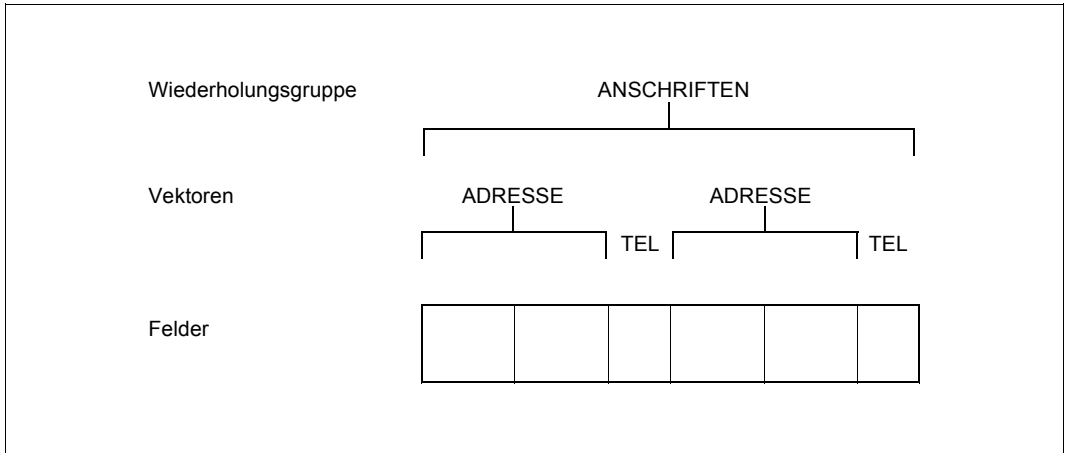 Wiederholungsgruppe ANSCHRIFTEN
Vektoren ADRESSE ADRESSE
TEL TEL
Felder